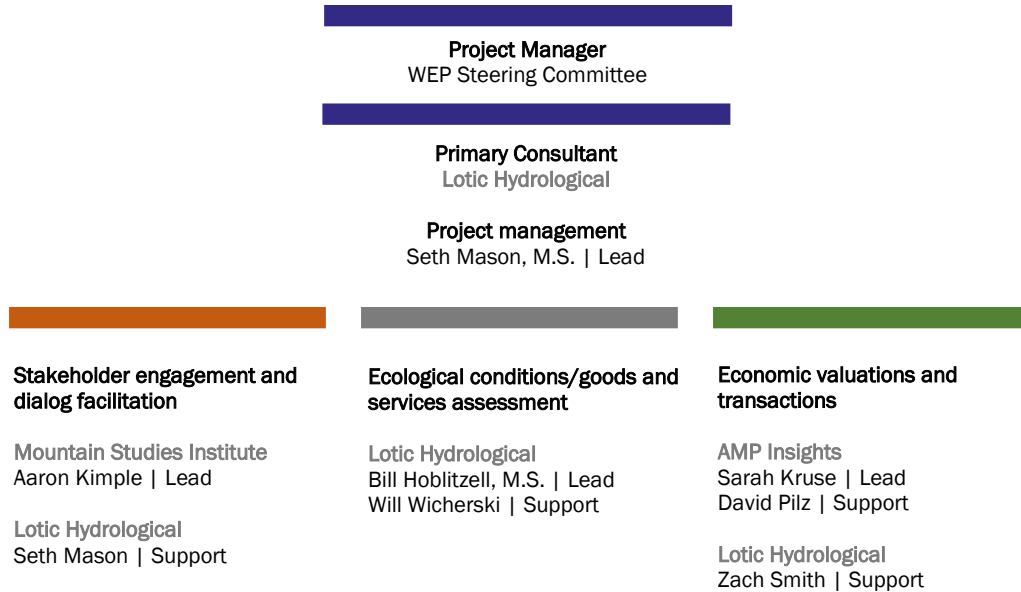 Project Manager
WEP Steering Committee
Primary Consultant
Lotic Hydrological
Project management
Seth Mason, M.S. | Lead
Stakeholder engagement and
dialog facilitation
Mountain Studies Institute
Aaron Kimple | Lead
Lotic Hydrological
Seth Mason | Support
Ecological conditions/goods and
services assessment
Lotic Hydrological
Bill Hoblitzell, M.S. | Lead
Will Wicherski | Support
Economic valuations and
transactions
AMP Insights
Sarah Kruse | Lead
David Pilz | Support
Lotic Hydrological
Zach Smith | Support